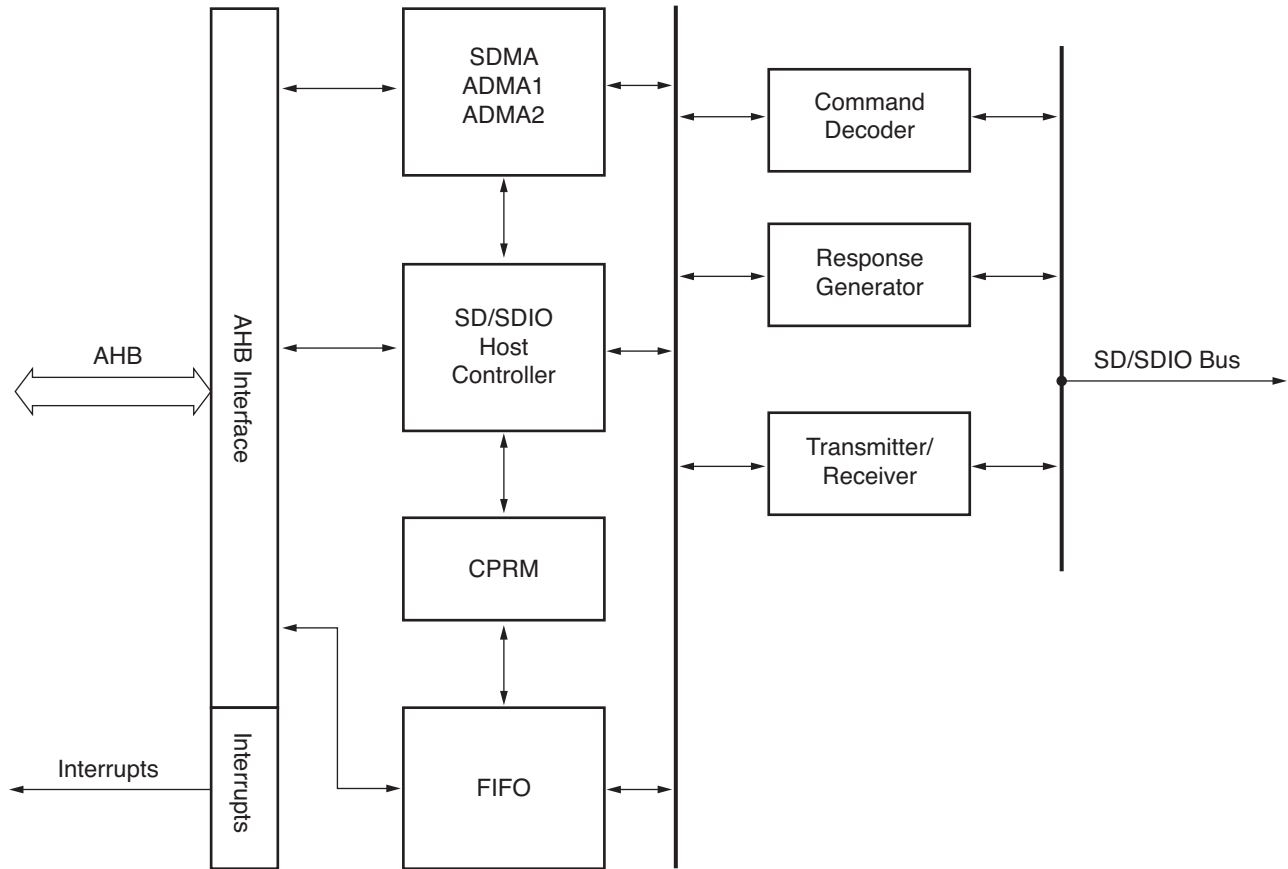 SDMA
ADMA1
ADMA2
Command
Decoder
Response
Generator
AHB
AHB Interface
SD/SDIO
Host
Controller
SD/SDIO Bus
Transmitter/
Receiver
CPRM
Interrupts
Interrupts
FIFO